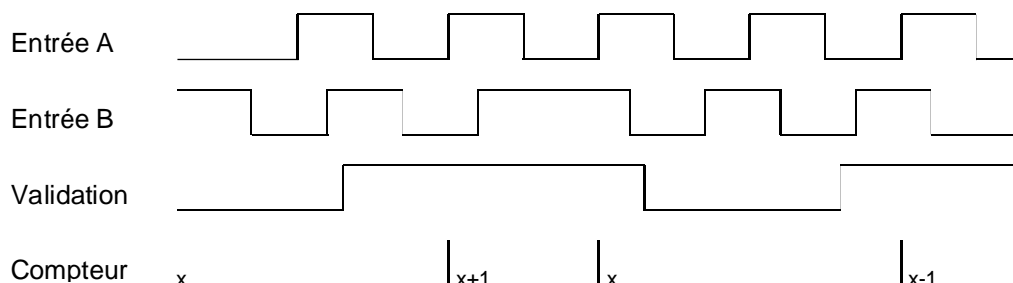 Entrée A
Entrée B
Validation
Compteur x x+1 x x-1